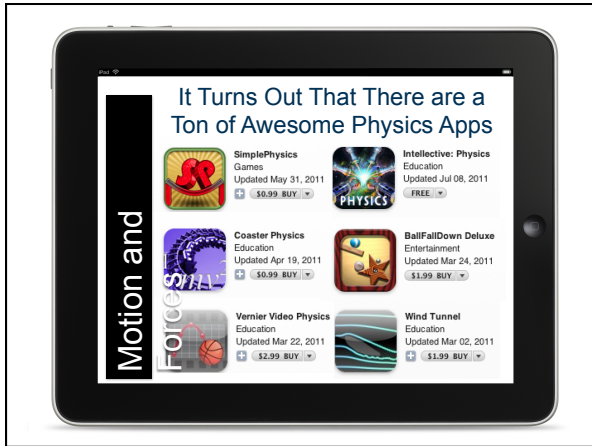 iPad
It Turns Out That There are a
Ton of Awesome Physics Apps
Motion and
Forces–
SimplePhysics
Games
Updated May 31, 2011
$0.99 BUY
Intellective: Physics
Education
Updated Jul 08, 2011
FREE
PHYSICS
Coaster Physics
Education
Updated Apr 19, 2011
$0.99 BUY
mv²
BallFallDown Deluxe
Entertainment
Updated Mar 24, 2011
$1.99 BUY
Vernier Video Physics
Education
Updated Mar 22, 2011
$2.99 BUY
Wind Tunnel
Education
Updated Mar 02, 2011
$1.99 BUY